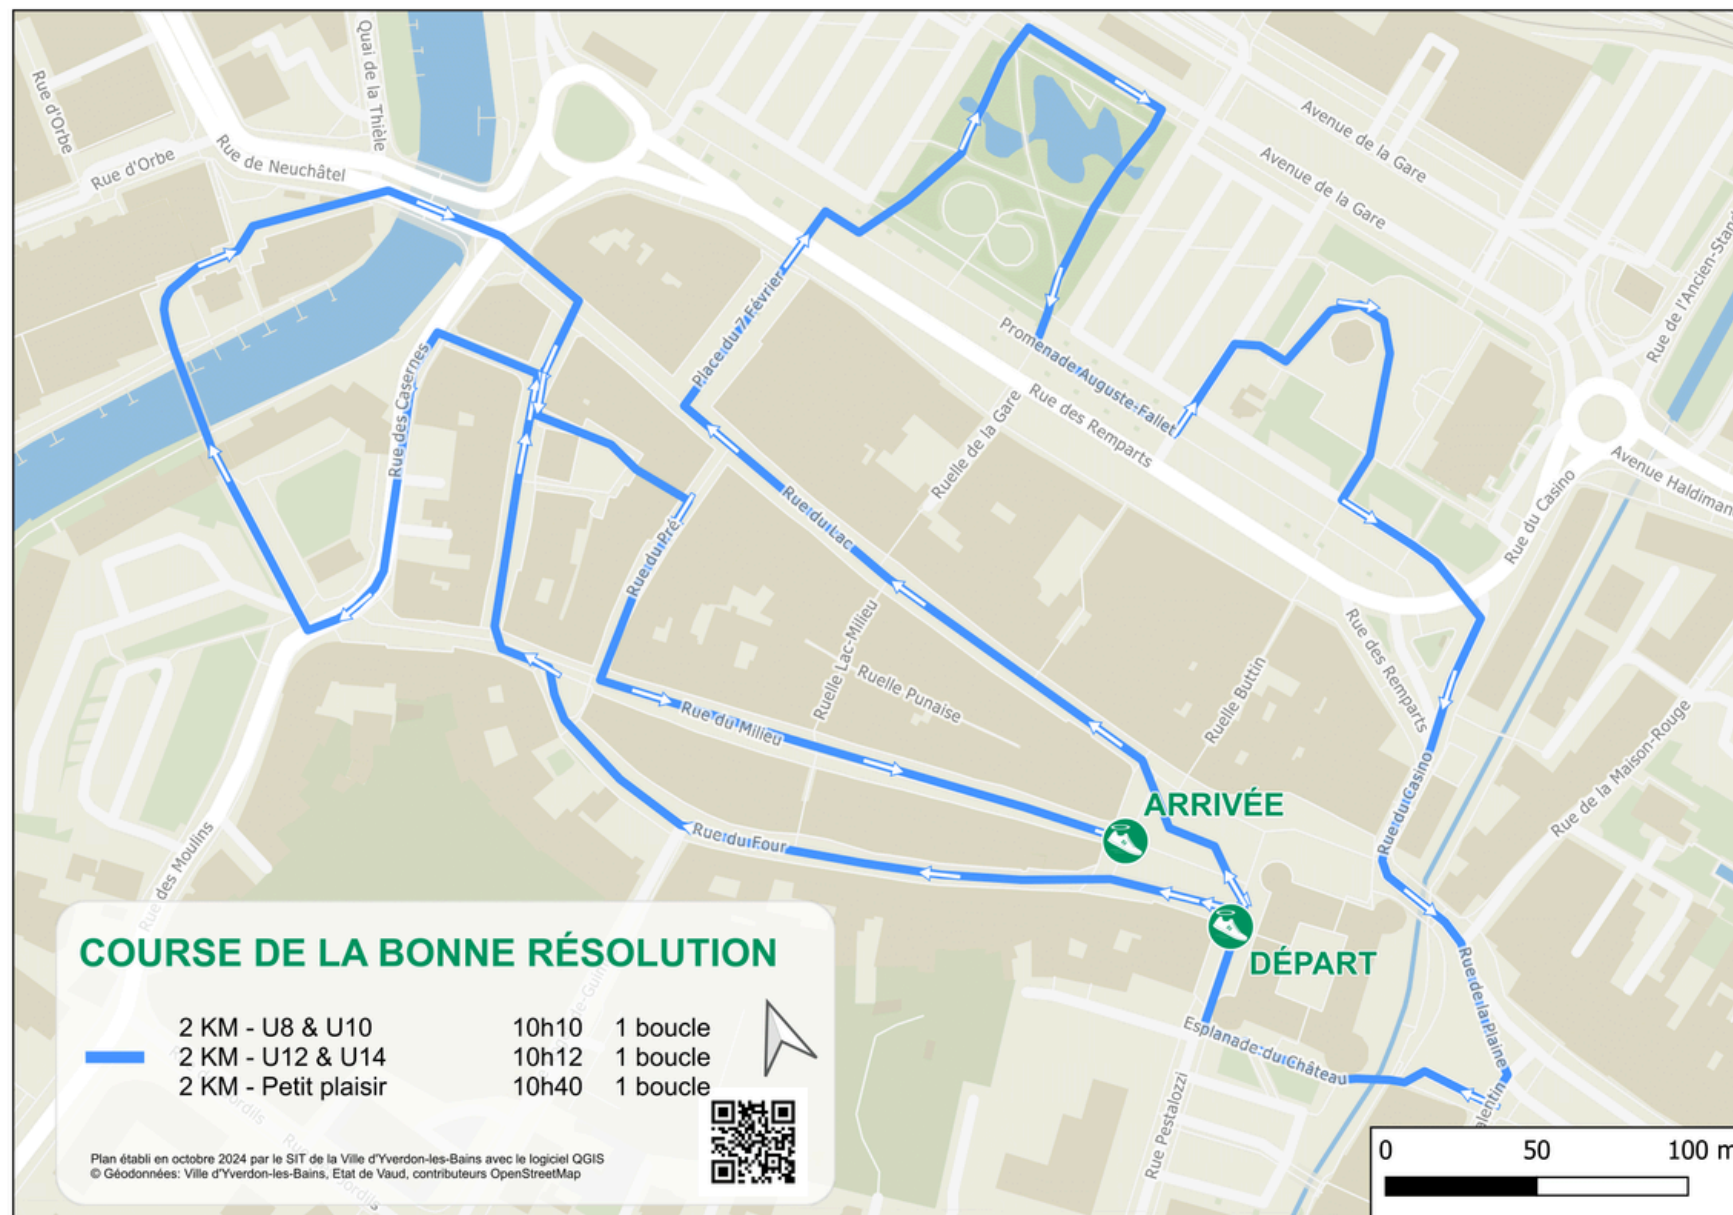 Rue d'Orbe
Rue d'Orbe
Quai de la Thièle
Rue de Neuchâtel
Avenue de la Gare
Avenue de la Gare
Rue de l'Ancien-Stand
Place du 7 Février
Promenade Auguste-Fallet
Rue des Casernes
Ruelle de la Gare
Rue des Remparts
Avenue Haldimand
Rue du Casino
Rue du Lac
Rue du Pré
Ruelle Lac-Milieu
Ruelle Punaise
Ruelle Buttin
Rue des Remparts
Rue du Milieu
Rue de la Maison-Rouge
Rue du Casino
ARRIVÉE
Rue du Four
Rue des Moulins
DÉPART
Rue de la Plaine
Esplanade du Château
Rue Pestalozzi
COURSE DE LA BONNE RÉSOLUTION
2 KM - U8 & U10 10h10 1 boucle
2 KM - U12 & U14 10h12 1 boucle
2 KM - Petit plaisir 10h40 1 boucle
Plan établi en octobre 2024 par le SIT de la Ville d'Yverdon-les-Bains avec le logiciel QGIS
© Géodonnées: Ville d'Yverdon-les-Bains, Etat de Vaud, contributeurs OpenStreetMap
0 50 100 m